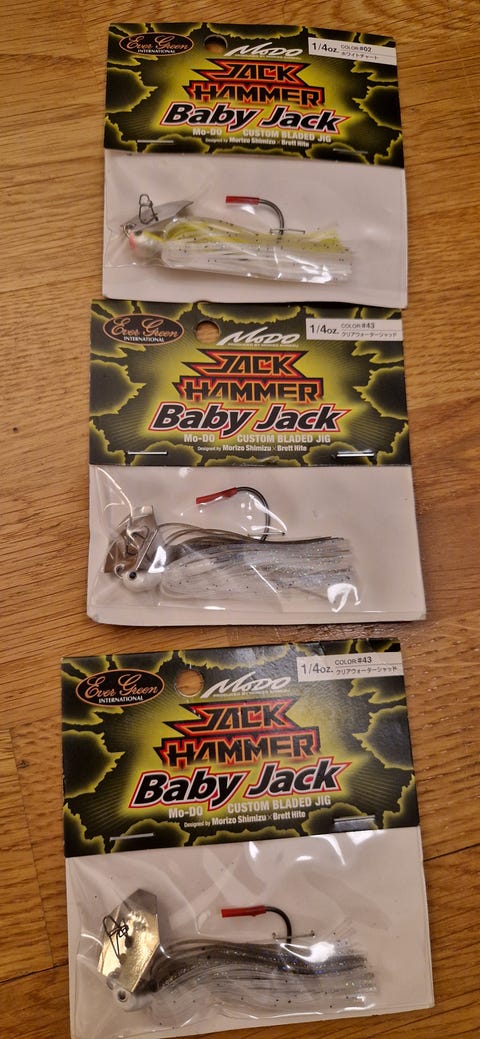 Ever Green
INTERNATIONAL
MoDO
1/4oz. COLOR:#02
ホワイトチャート
JACK
HAMMER
Baby Jack
Mo-DO CUSTOM BLADED JIG
Designed by Morizo Shimizu × Brett Hite
Ever Green
INTERNATIONAL
MoDO
1/4oz. COLOR:#43
クリアウォーターシャッド
JACK
HAMMER
Baby Jack
Mo-DO CUSTOM BLADED JIG
Designed by Morizo Shimizu × Brett Hite
Ever Green
INTERNATIONAL
MoDO
1/4oz. COLOR:#43
クリアウォーターシャッド
JACK
HAMMER
Baby Jack
Mo-DO CUSTOM BLADED JIG
Designed by Morizo Shimizu × Brett Hite